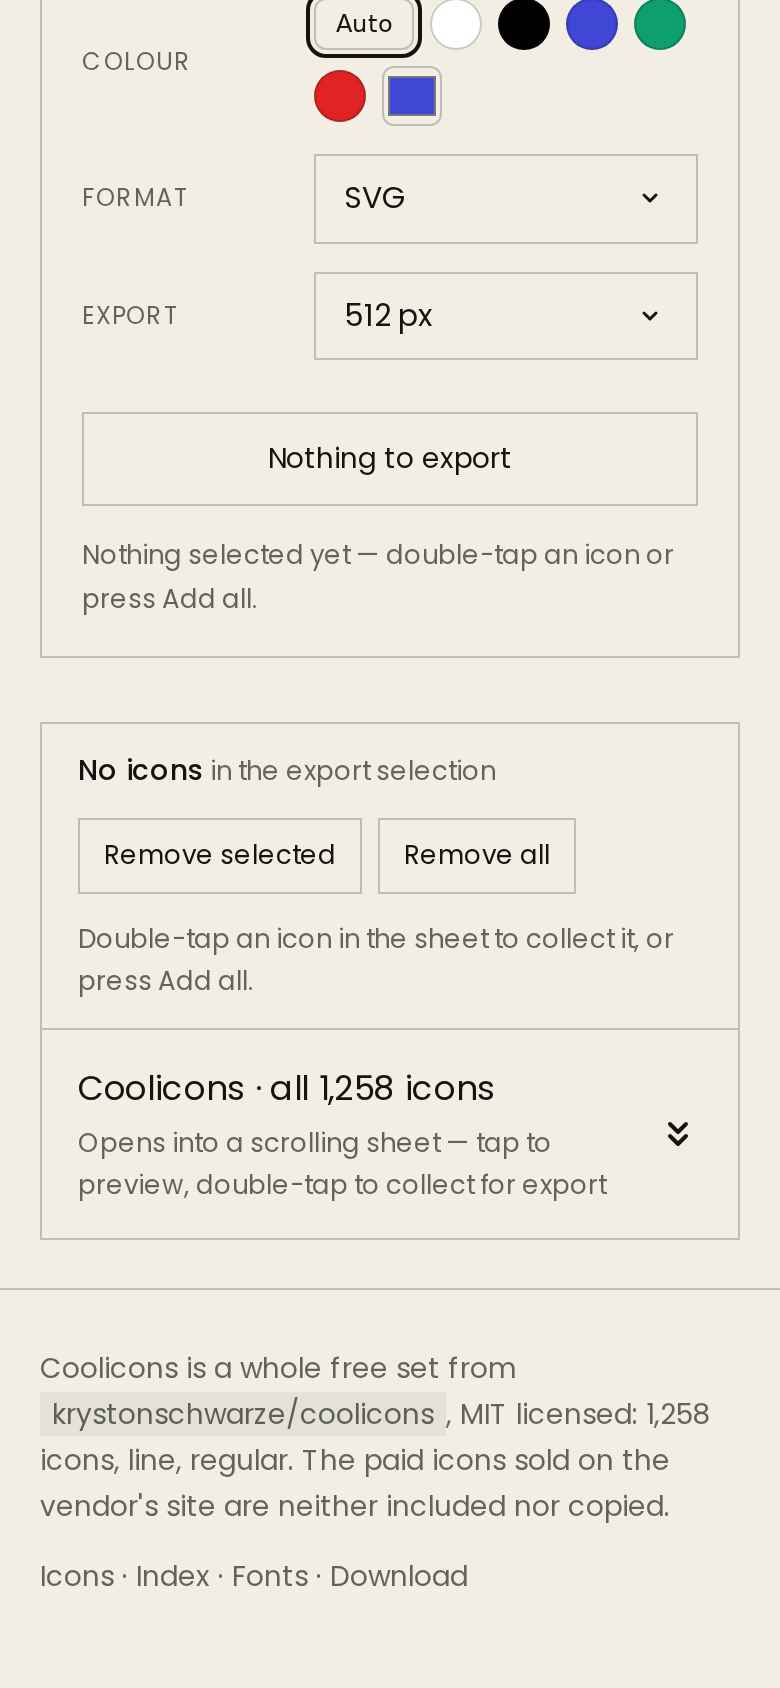 Auto
COLOUR
FORMAT
SVG
EXPORT
512 px
Nothing to export
Nothing selected yet — double-tap an icon or
press Add all.
No icons in the export selection
Remove selected
Remove all
Double-tap an icon in the sheet to collect it, or
press Add all.
Coolicons · all 1,258 icons
Opens into a scrolling sheet — tap to
preview, double-tap to collect for export
Coolicons is a whole free set from
krystonschwarze/coolicons , MIT licensed: 1,258
icons, line, regular. The paid icons sold on the
vendor's site are neither included nor copied.
Icons · Index · Fonts · Download